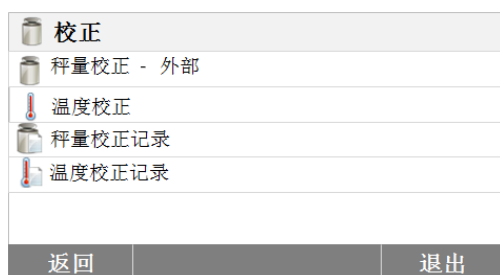 校正
秤量校正 - 外部
温度校正
秤量校正记录
温度校正记录
返回 退出